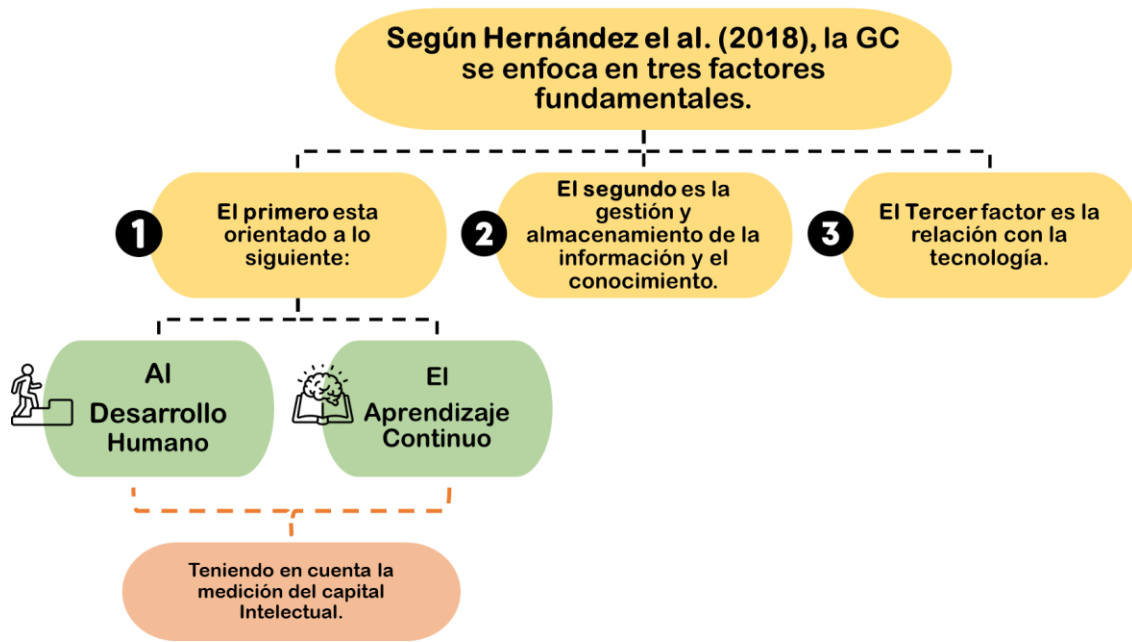 Según Hernández el al. (2018), la GC
se enfoca en tres factores
fundamentales.
1
El primero esta
orientado a lo
siguiente:
2
El segundo es la
gestión y
almacenamiento de la
información y el
conocimiento.
3
El Tercer factor es la
relación con la
tecnología.
Al
Desarrollo
Humano
El
Aprendizaje
Continuo
Teniendo en cuenta la
medición del capital
Intelectual.